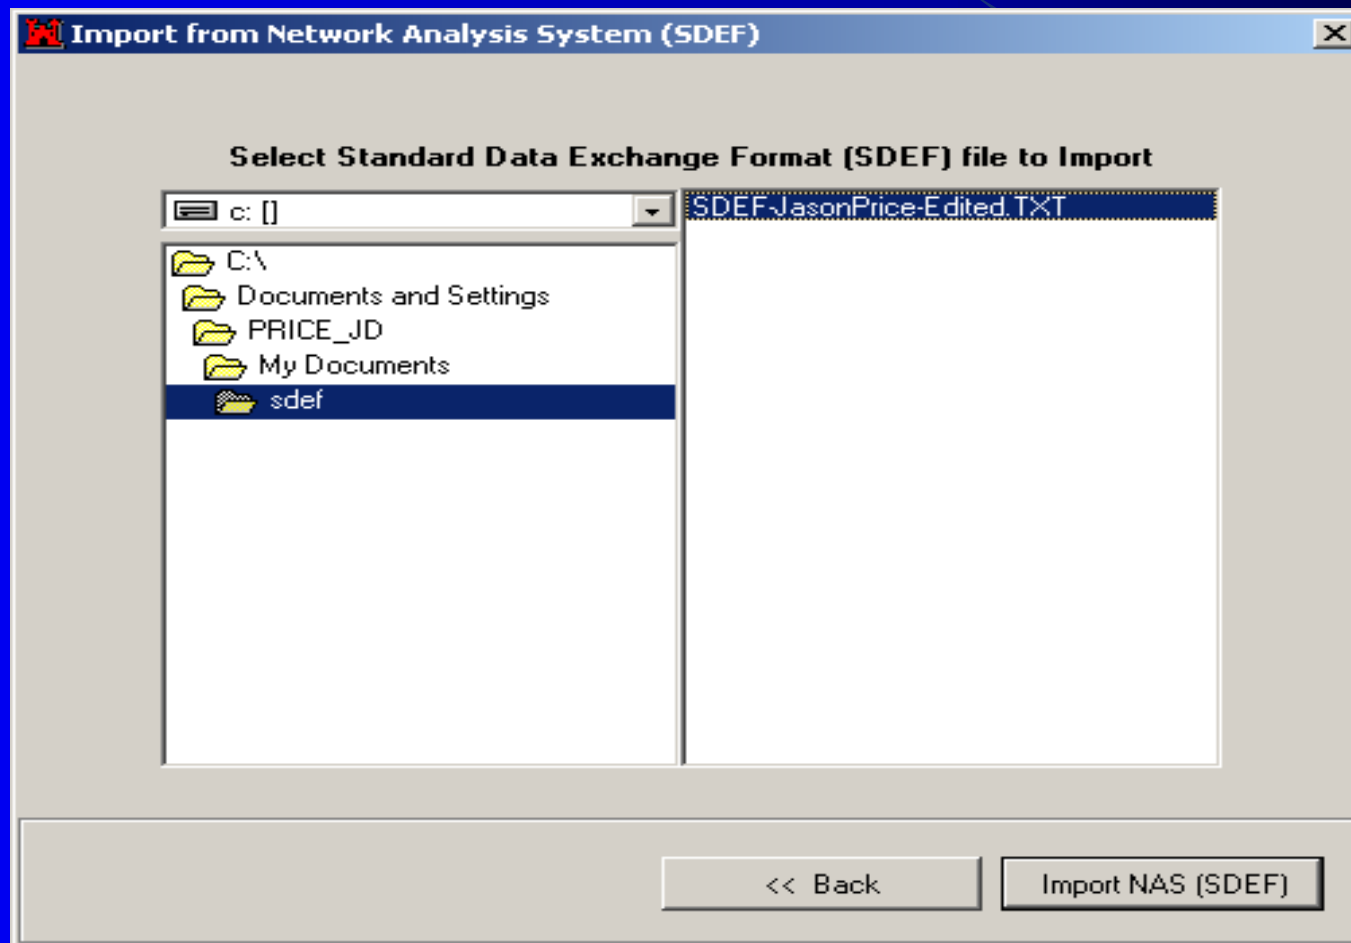 Import from Network Analysis System (SDEF)
Select Standard Data Exchange Format (SDEF) file to Import
c: []
SDEF-JasonPrice-Edited.TXT
C:\
Documents and Settings
PRICE_JD
My Documents
sdef
<< Back
Import NAS (SDEF)